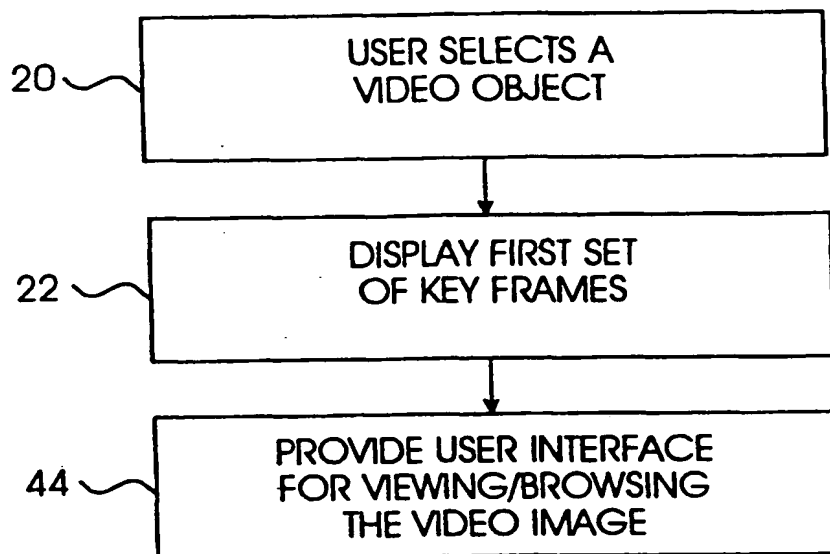 20
USER SELECTS A
VIDEO OBJECT
22
DISPLAY FIRST SET
OF KEY FRAMES
44
PROVIDE USER INTERFACE
FOR VIEWING/BROWSING
THE VIDEO IMAGE